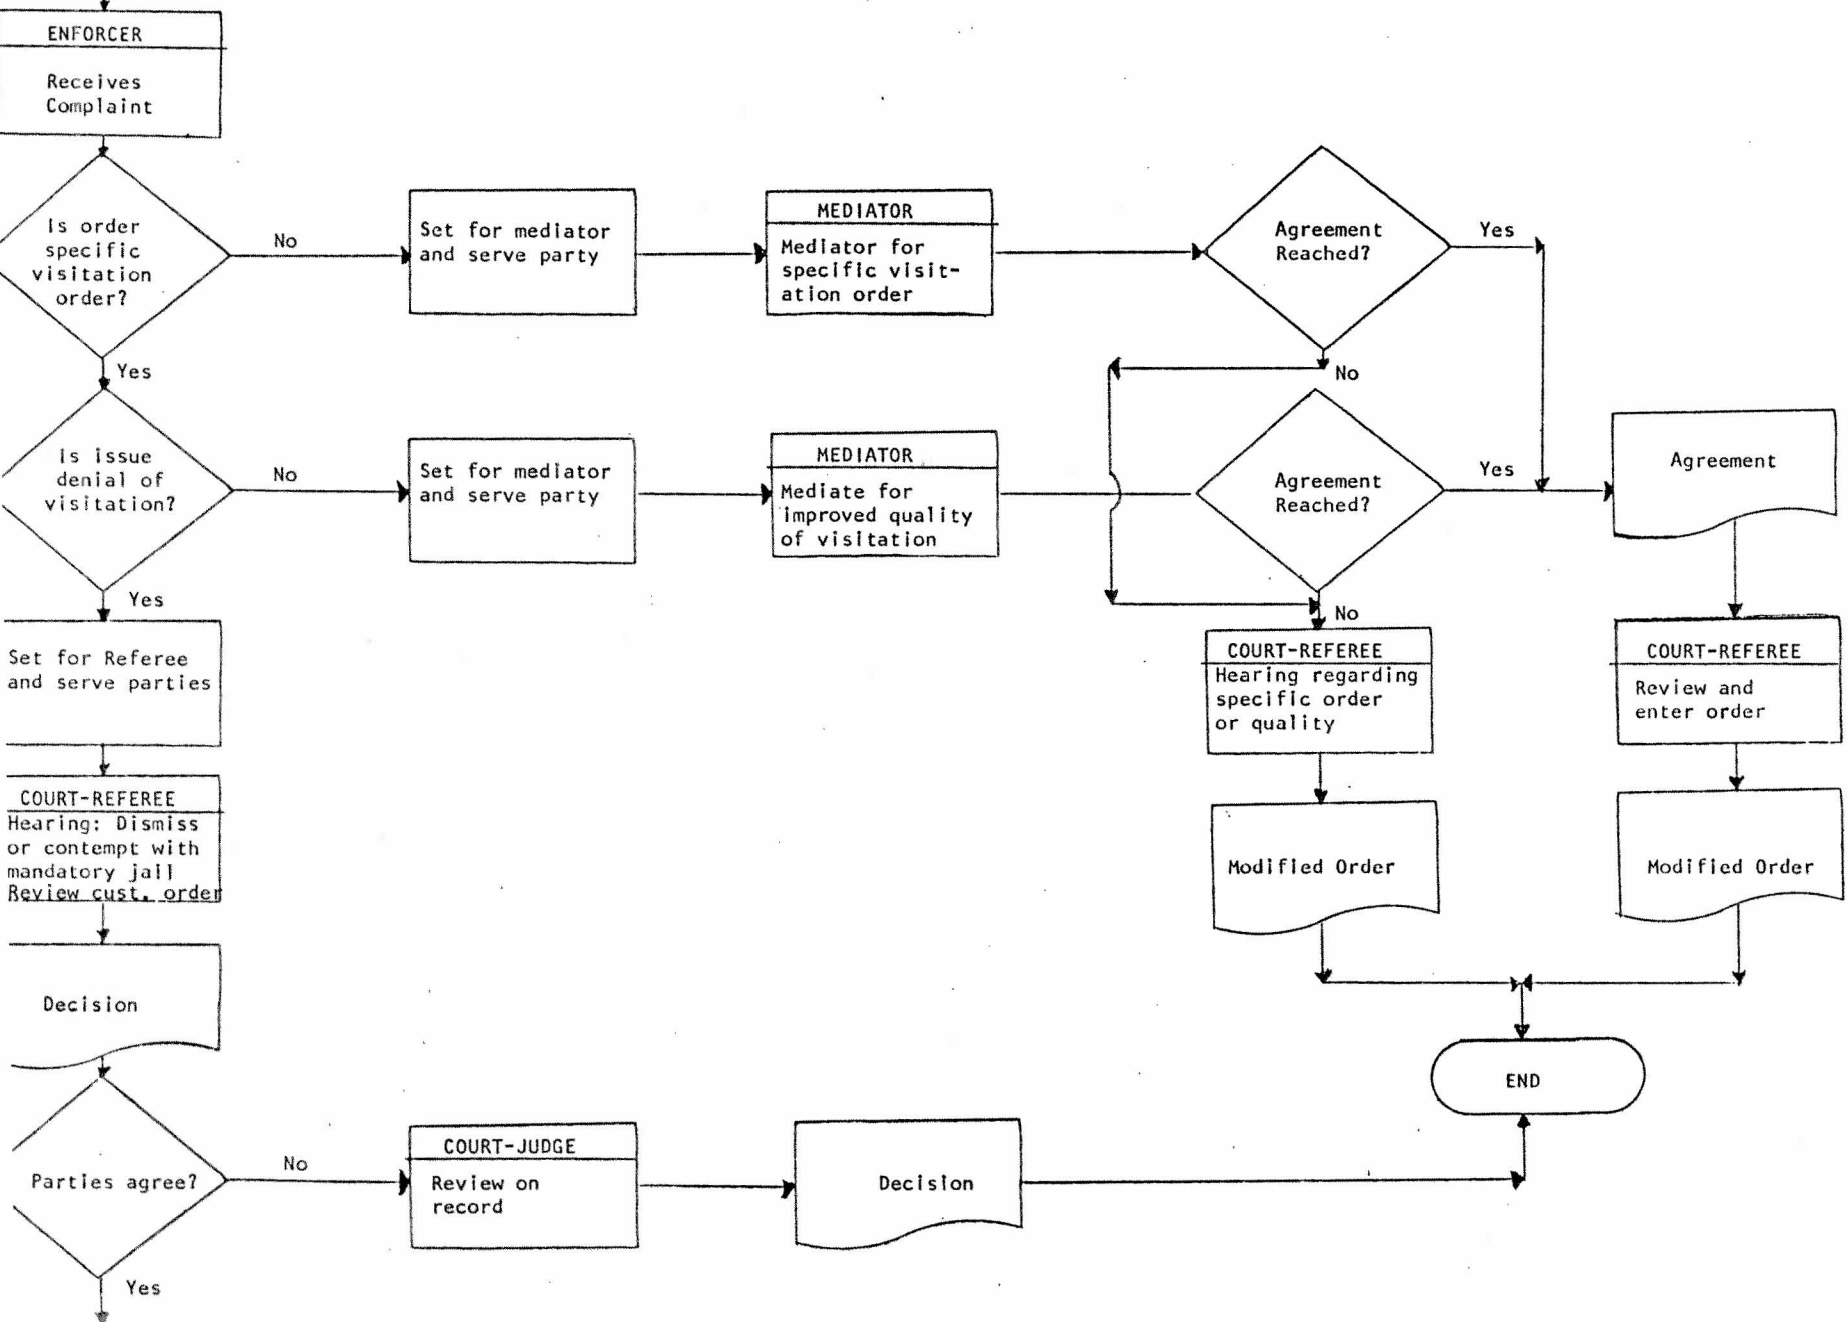 ENFORCER
Receives
Complaint
Is order
specific
visitation
order?
No
Set for mediator
and serve party
MEDIATOR
Mediator for
specific visit-
ation order
Agreement
Reached?
Yes
No
Yes
Is issue
denial of
visitation?
No
Set for mediator
and serve party
MEDIATOR
Mediate for
improved quality
of visitation
Agreement
Reached?
Yes
Agreement
No
Yes
Set for Referee
and serve parties
COURT-REFEREE
Hearing regarding
specific order
or quality
COURT-REFEREE
Review and
enter order
COURT-REFEREE
Hearing: Dismiss
or contempt with
mandatory jail
Review cust. order
Modified Order
Modified Order
Decision
END
Parties agree?
No
COURT-JUDGE
Review on
record
Decision
Yes